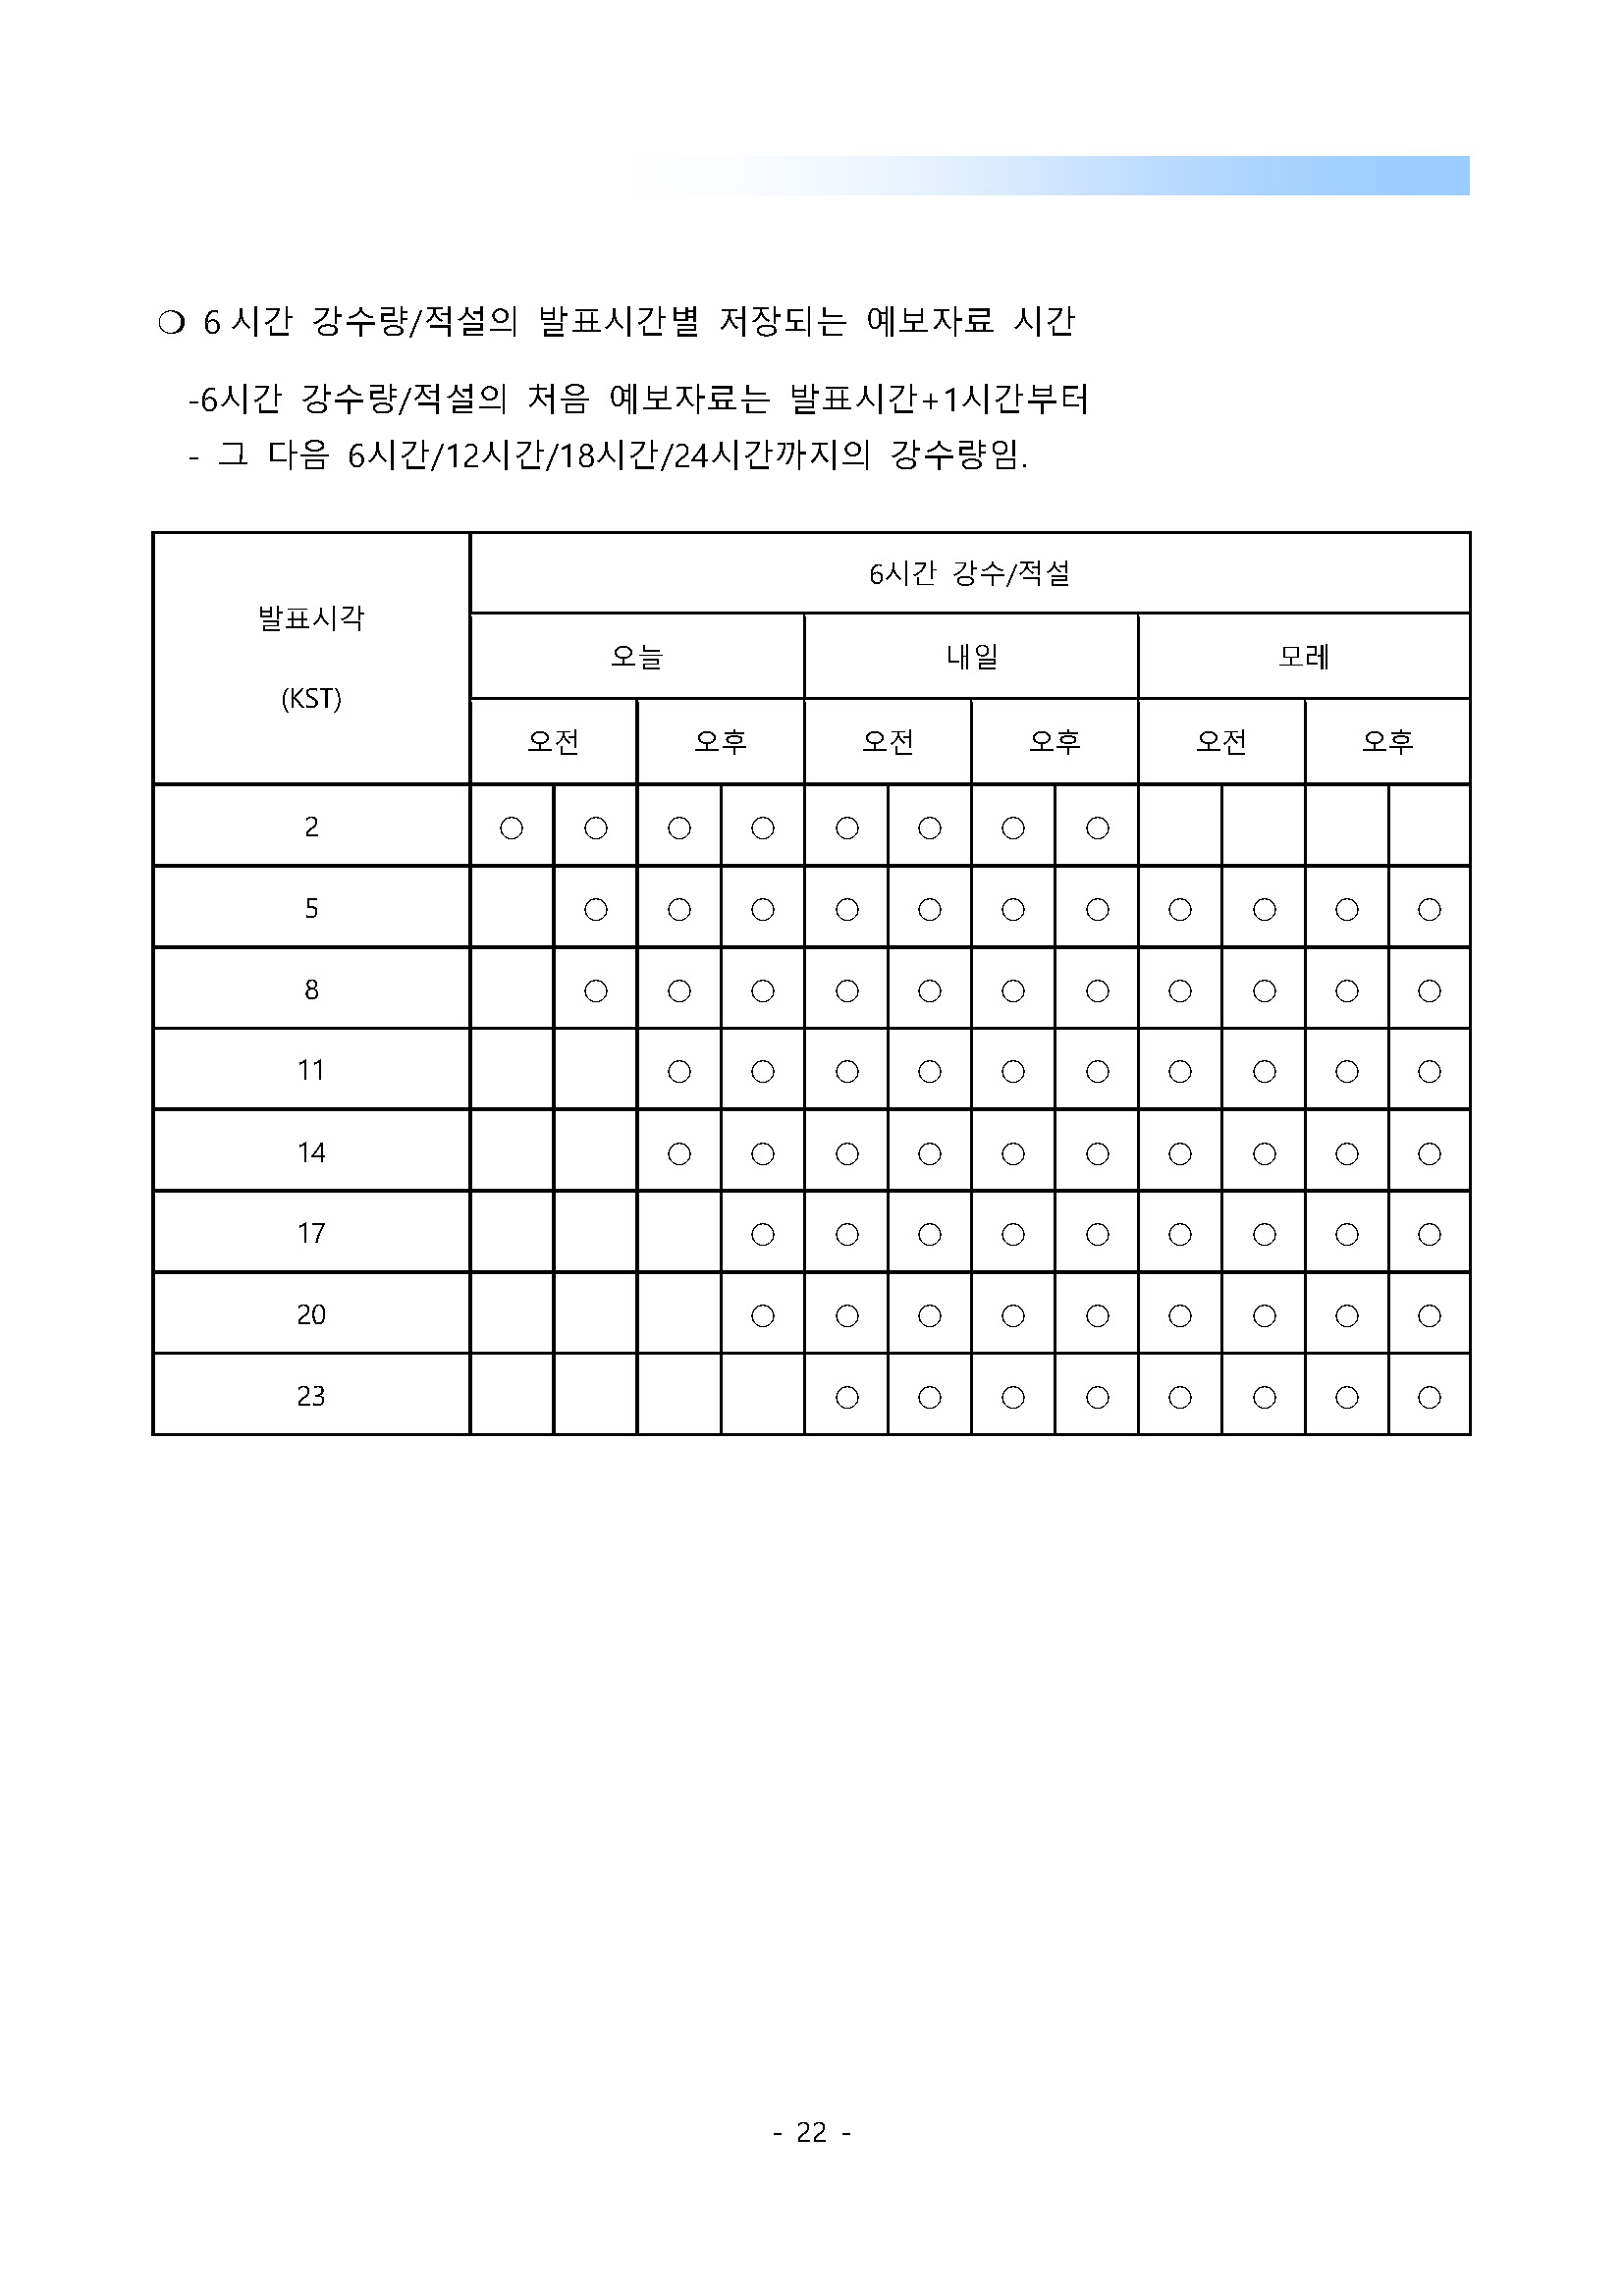 ❍ 6 시간 강수량/적설의 발표시간별 저장되는 예보자료 시간
-6시간 강수량/적설의 처음 예보자료는 발표시간+1시간부터
- 그 다음 6시간/12시간/18시간/24시간까지의 강수량임.
발표시각
(KST)
6시간 강수/적설
오늘 내일 모레
오전 오후 오전 오후 오전 오후
2 ○ ○ ○ ○ ○ ○ ○ ○
5 ○ ○ ○ ○ ○ ○ ○ ○ ○ ○ ○
8 ○ ○ ○ ○ ○ ○ ○ ○ ○ ○ ○
11 ○ ○ ○ ○ ○ ○ ○ ○ ○ ○
14 ○ ○ ○ ○ ○ ○ ○ ○ ○ ○
17 ○ ○ ○ ○ ○ ○ ○ ○ ○
20 ○ ○ ○ ○ ○ ○ ○ ○ ○
23 ○ ○ ○ ○ ○ ○ ○ ○
- 22 -